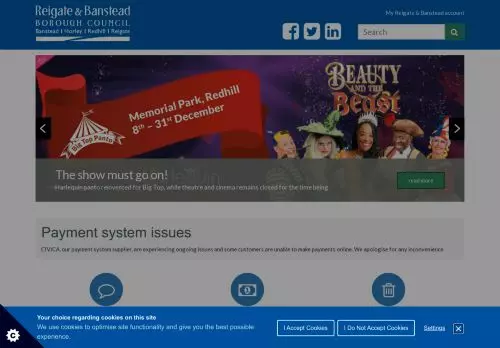 Reigate & Banstead
BOROUGH COUNCIL
Banstead | Horley | Redhill | Reigate
My Reigate & Banstead account
Search
Memorial Park, Redhill
8th – 31st December
Big Top Panto
BEAUTY
AND THE
Beast
The show must go on!
Harlequin panto reinvented for Big Top, while theatre and cinema remains closed for the time being
read more
Payment system issues
CIVICA, our payment system supplier, are experiencing ongoing issues and some customers are unable to make payments online. We apologise for any inconvenience.
Your choice regarding cookies on this site
We use cookies to optimise site functionality and give you the best possible
experience.
I Accept Cookies
I Do Not Accept Cookies
Settings